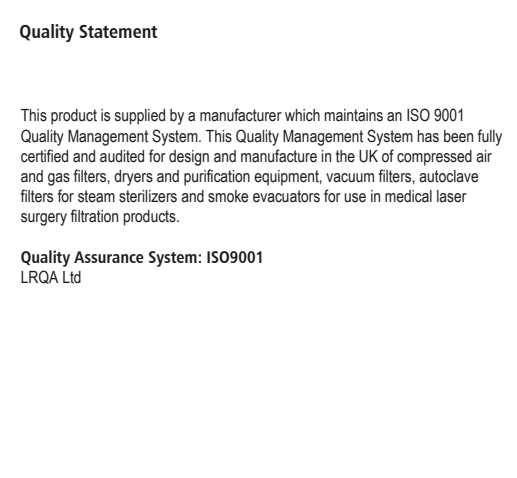 Quality Statement
This product is supplied by a manufacturer which maintains an ISO 9001
Quality Management System. This Quality Management System has been fully
certified and audited for design and manufacture in the UK of compressed air
and gas filters, dryers and purification equipment, vacuum filters, autoclave
filters for steam sterilizers and smoke evacuators for use in medical laser
surgery filtration products.
Quality Assurance System: ISO9001
LRQA Ltd